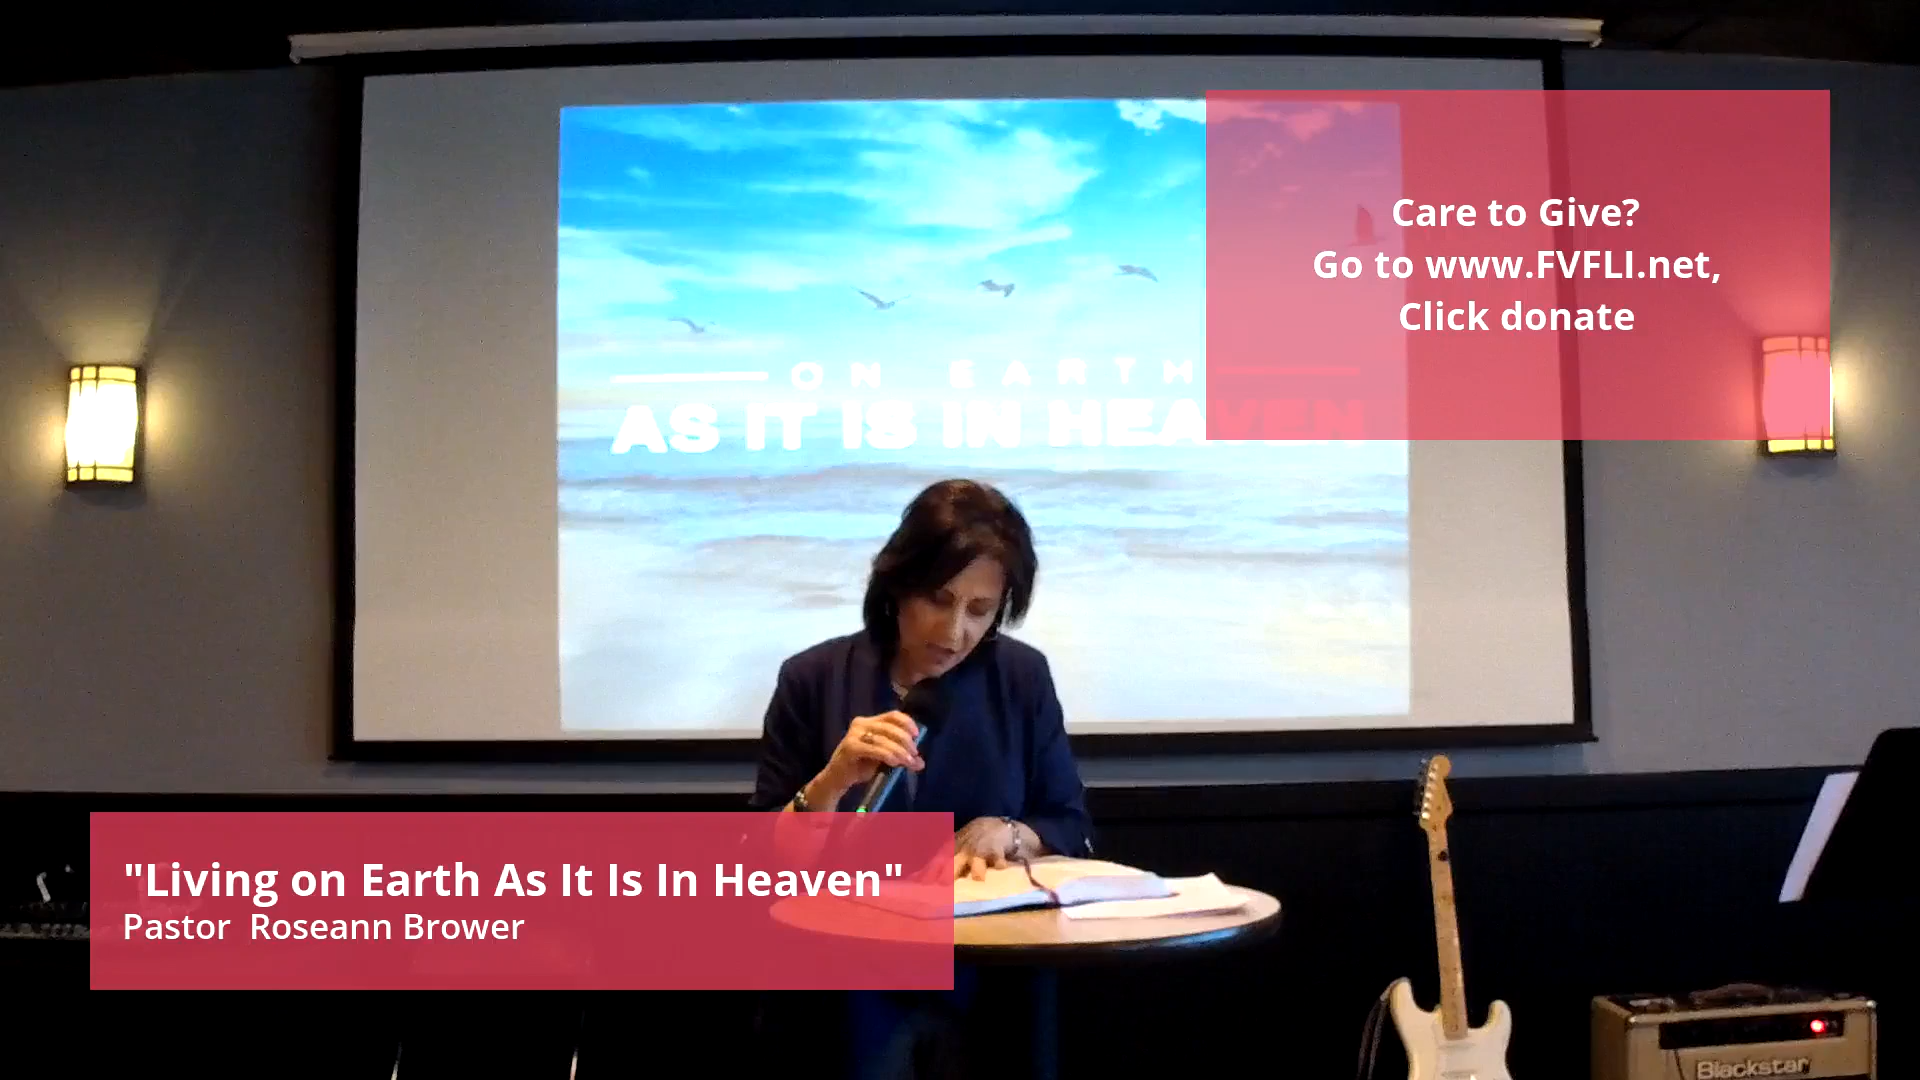 Care to Give?
Go to www.FVFLI.net,
Click donate
ON EARTH
AS IT IS IN HEAVEN
"Living on Earth As It Is In Heaven"
Pastor  Roseann Brower
Blackstar